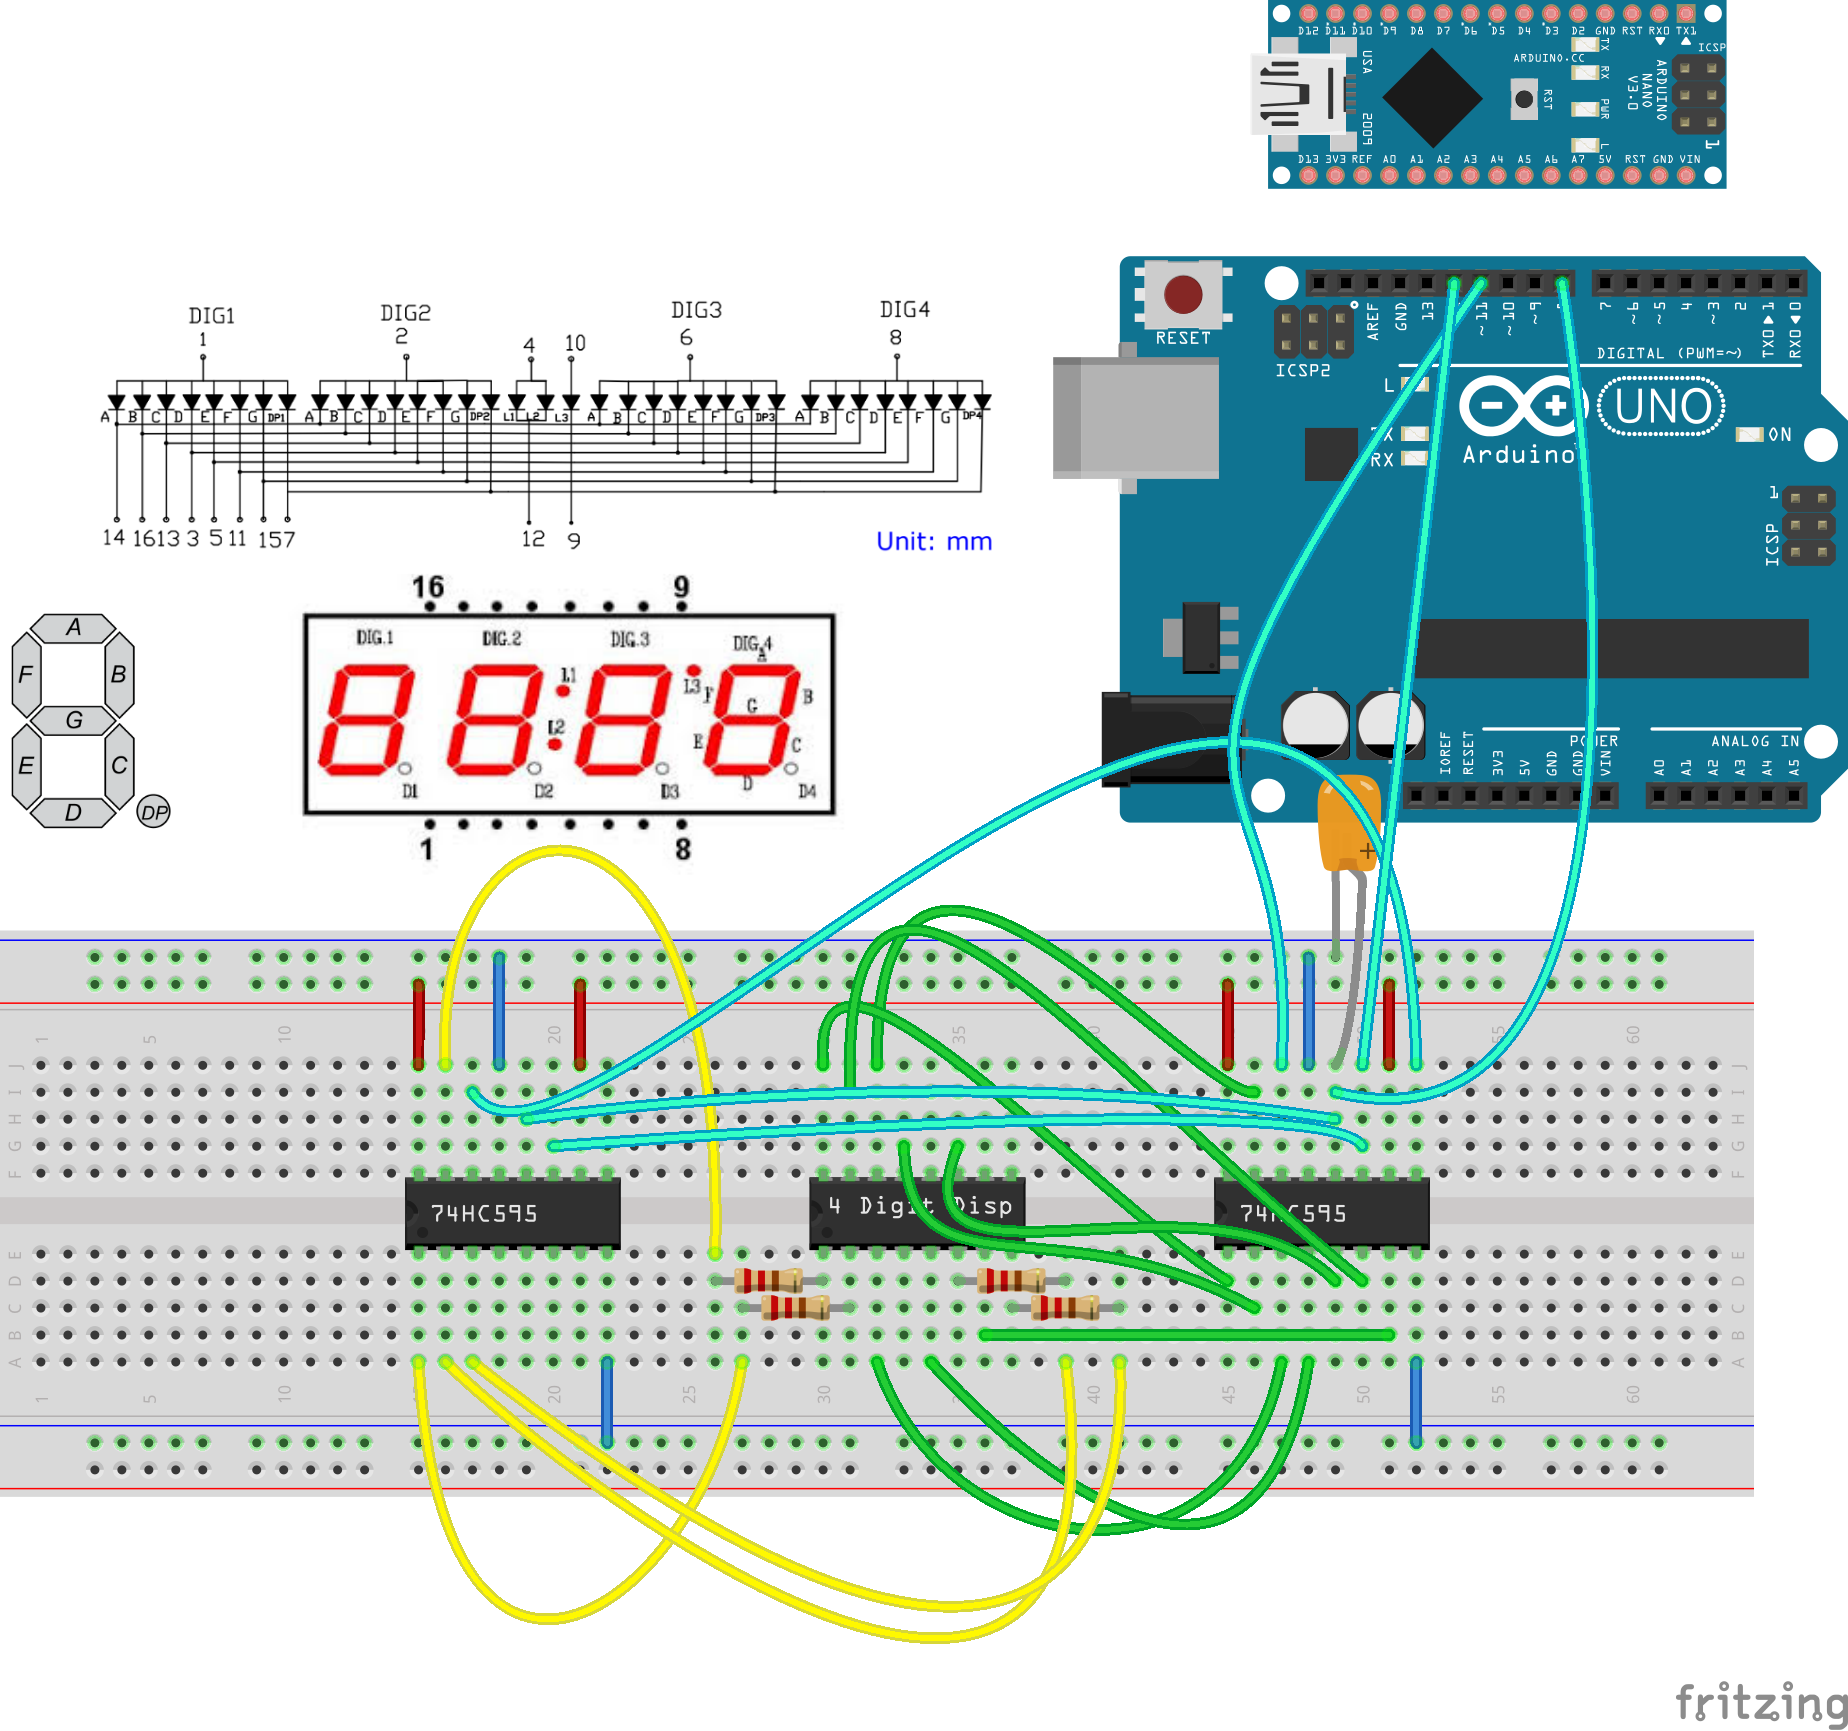 D12 D11 D10 D9 D8 D7 D6 D5 D4 D3 D2 GND RST RX0 TX1
ARDUINO.CC
TX
RX
PWR
L
RST
ICSP
1
ARDUINO
NANO
V3.0
USA
2009
D13 3V3 REF A0 A1 A2 A3 A4 A5 A6 A7 5V RST GND VIN
DIG1 DIG2 DIG3 DIG4
1 2 4 10 6 8
A B C D E F G DP1 A B C D E F G DP2 L1 L2 L3 A B C D E F G DP3 A B C D E F G DP4
14 16 13 3 5 11 15 7 12 9
Unit: mm
RESET
ICSP2
AREF GND 13 ~11 ~10 ~9 7 ~6 ~5 4 ~3 2 TX0▶1 RX0◀0
DIGITAL (PWM=~)
L
TX
RX
UNO
Arduino
ON
1
ICSP
16 9
DIG.1 DIG.2 DIG.3 DIG.4
L1 L2 L3
A B C D E F G
D1 D2 D3 D4
1 8
A
F B
G
E C
D DP
IOREF RESET 3V3 5V GND GND VIN
POWER
A0 A1 A2 A3 A4 A5
ANALOG IN
+
1 5 10 20 35 55 60
J J
I I
H H
G G
F F
74HC595
4 Digit Disp
74HC595
E E
D D
C C
B B
A A
1 5 10 20 25 30 35 40 45 50 55 60
fritzing